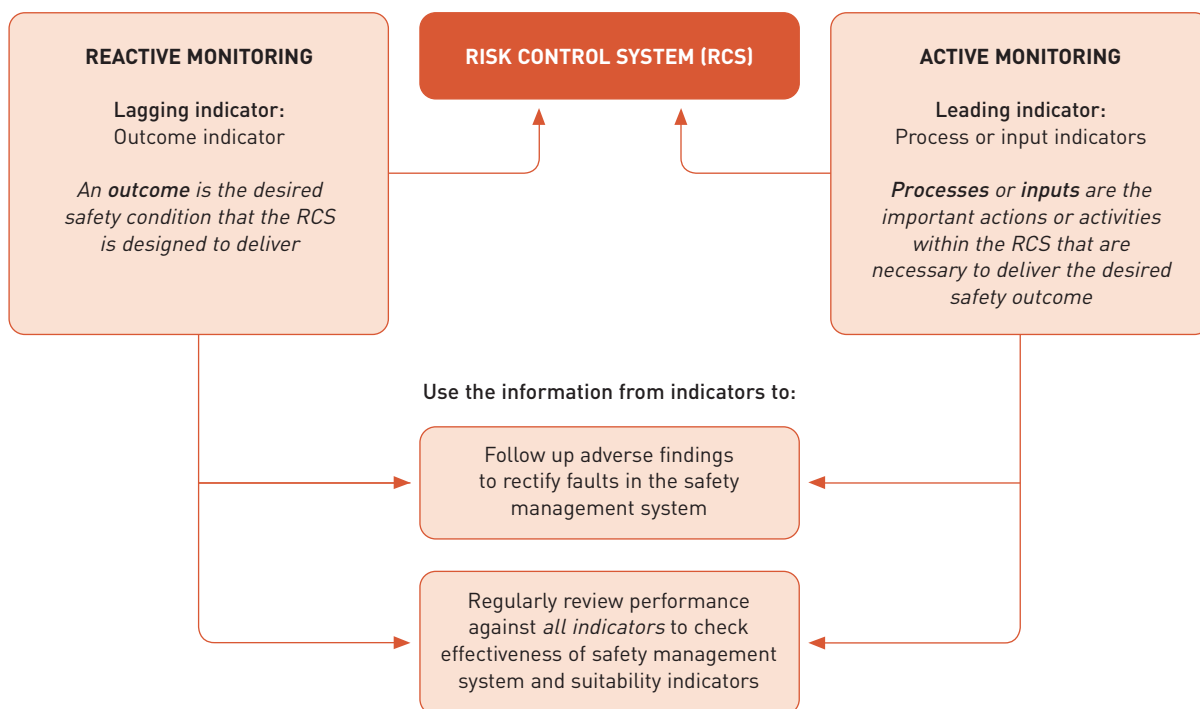 REACTIVE MONITORING
Lagging indicator:
Outcome indicator
An outcome is the desired
safety condition that the RCS
is designed to deliver
RISK CONTROL SYSTEM (RCS)
ACTIVE MONITORING
Leading indicator:
Process or input indicators
Processes or inputs are the
important actions or activities
within the RCS that are
necessary to deliver the desired
safety outcome
Use the information from indicators to:
Follow up adverse findings
to rectify faults in the safety
management system
Regularly review performance
against all indicators to check
effectiveness of safety management
system and suitability indicators